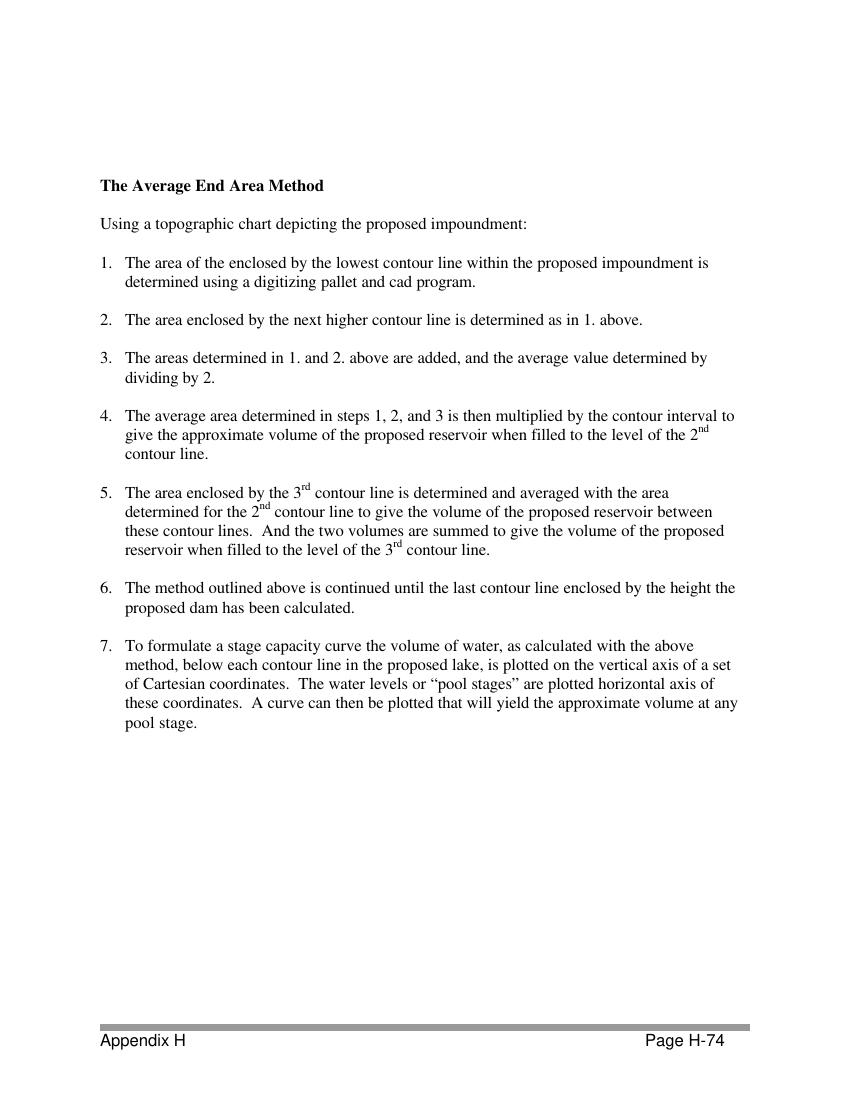 The Average End Area Method
Using a topographic chart depicting the proposed impoundment:
1. The area of the enclosed by the lowest contour line within the proposed impoundment is
determined using a digitizing pallet and cad program.
2. The area enclosed by the next higher contour line is determined as in 1. above.
3. The areas determined in 1. and 2. above are added, and the average value determined by
dividing by 2.
4. The average area determined in steps 1, 2, and 3 is then multiplied by the contour interval to
give the approximate volume of the proposed reservoir when filled to the level of the 2nd
contour line.
5. The area enclosed by the 3rd contour line is determined and averaged with the area
determined for the 2nd contour line to give the volume of the proposed reservoir between
these contour lines. And the two volumes are summed to give the volume of the proposed
reservoir when filled to the level of the 3rd contour line.
6. The method outlined above is continued until the last contour line enclosed by the height the
proposed dam has been calculated.
7. To formulate a stage capacity curve the volume of water, as calculated with the above
method, below each contour line in the proposed lake, is plotted on the vertical axis of a set
of Cartesian coordinates. The water levels or “pool stages” are plotted horizontal axis of
these coordinates. A curve can then be plotted that will yield the approximate volume at any
pool stage.
Appendix H Page H-74